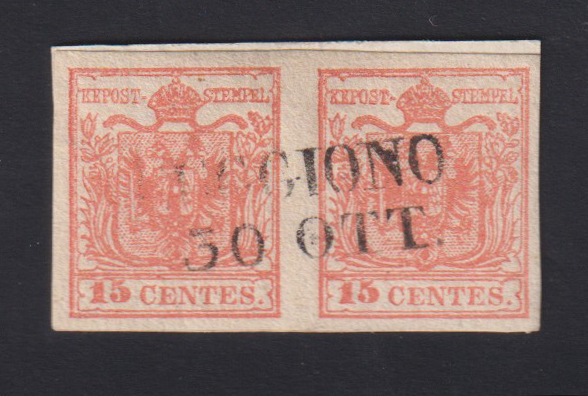 KKPOST-STEMPEL KKPOST-STEMPEL
30 OTT.
15 CENTES. 15 CENTES.